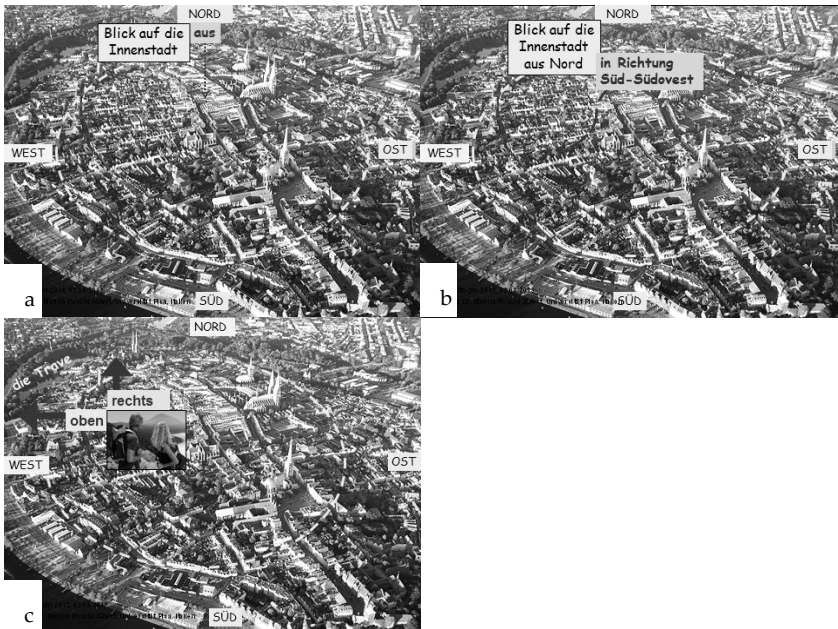 NORD
Blick auf die
Innenstadt
aus
WEST
OST
SÜD
a
NORD
Blick auf die
Innenstadt
aus Nord
in Richtung
Süd-Südovest
WEST
OST
SÜD
b
NORD
die Trave
rechts
oben
WEST
OST
SÜD
c